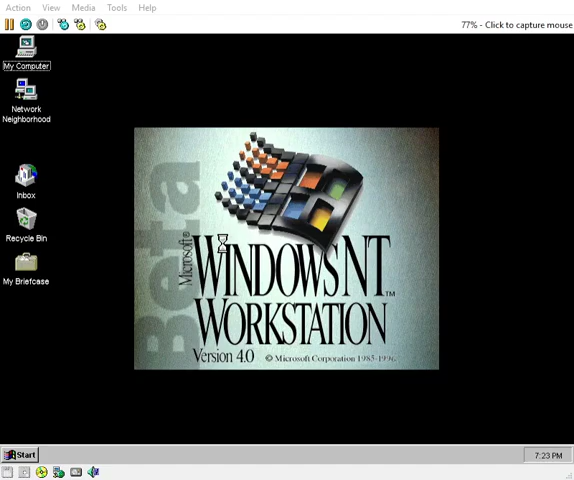 Action View Media Tools Help
77% - Click to capture mouse
My Computer
Network
Neighborhood
Inbox
Recycle Bin
My Briefcase
Beta
Microsoft®
WINDOWS NT™
WORKSTATION
Version 4.0 © Microsoft Corporation 1985-1996.
Start
7:23 PM